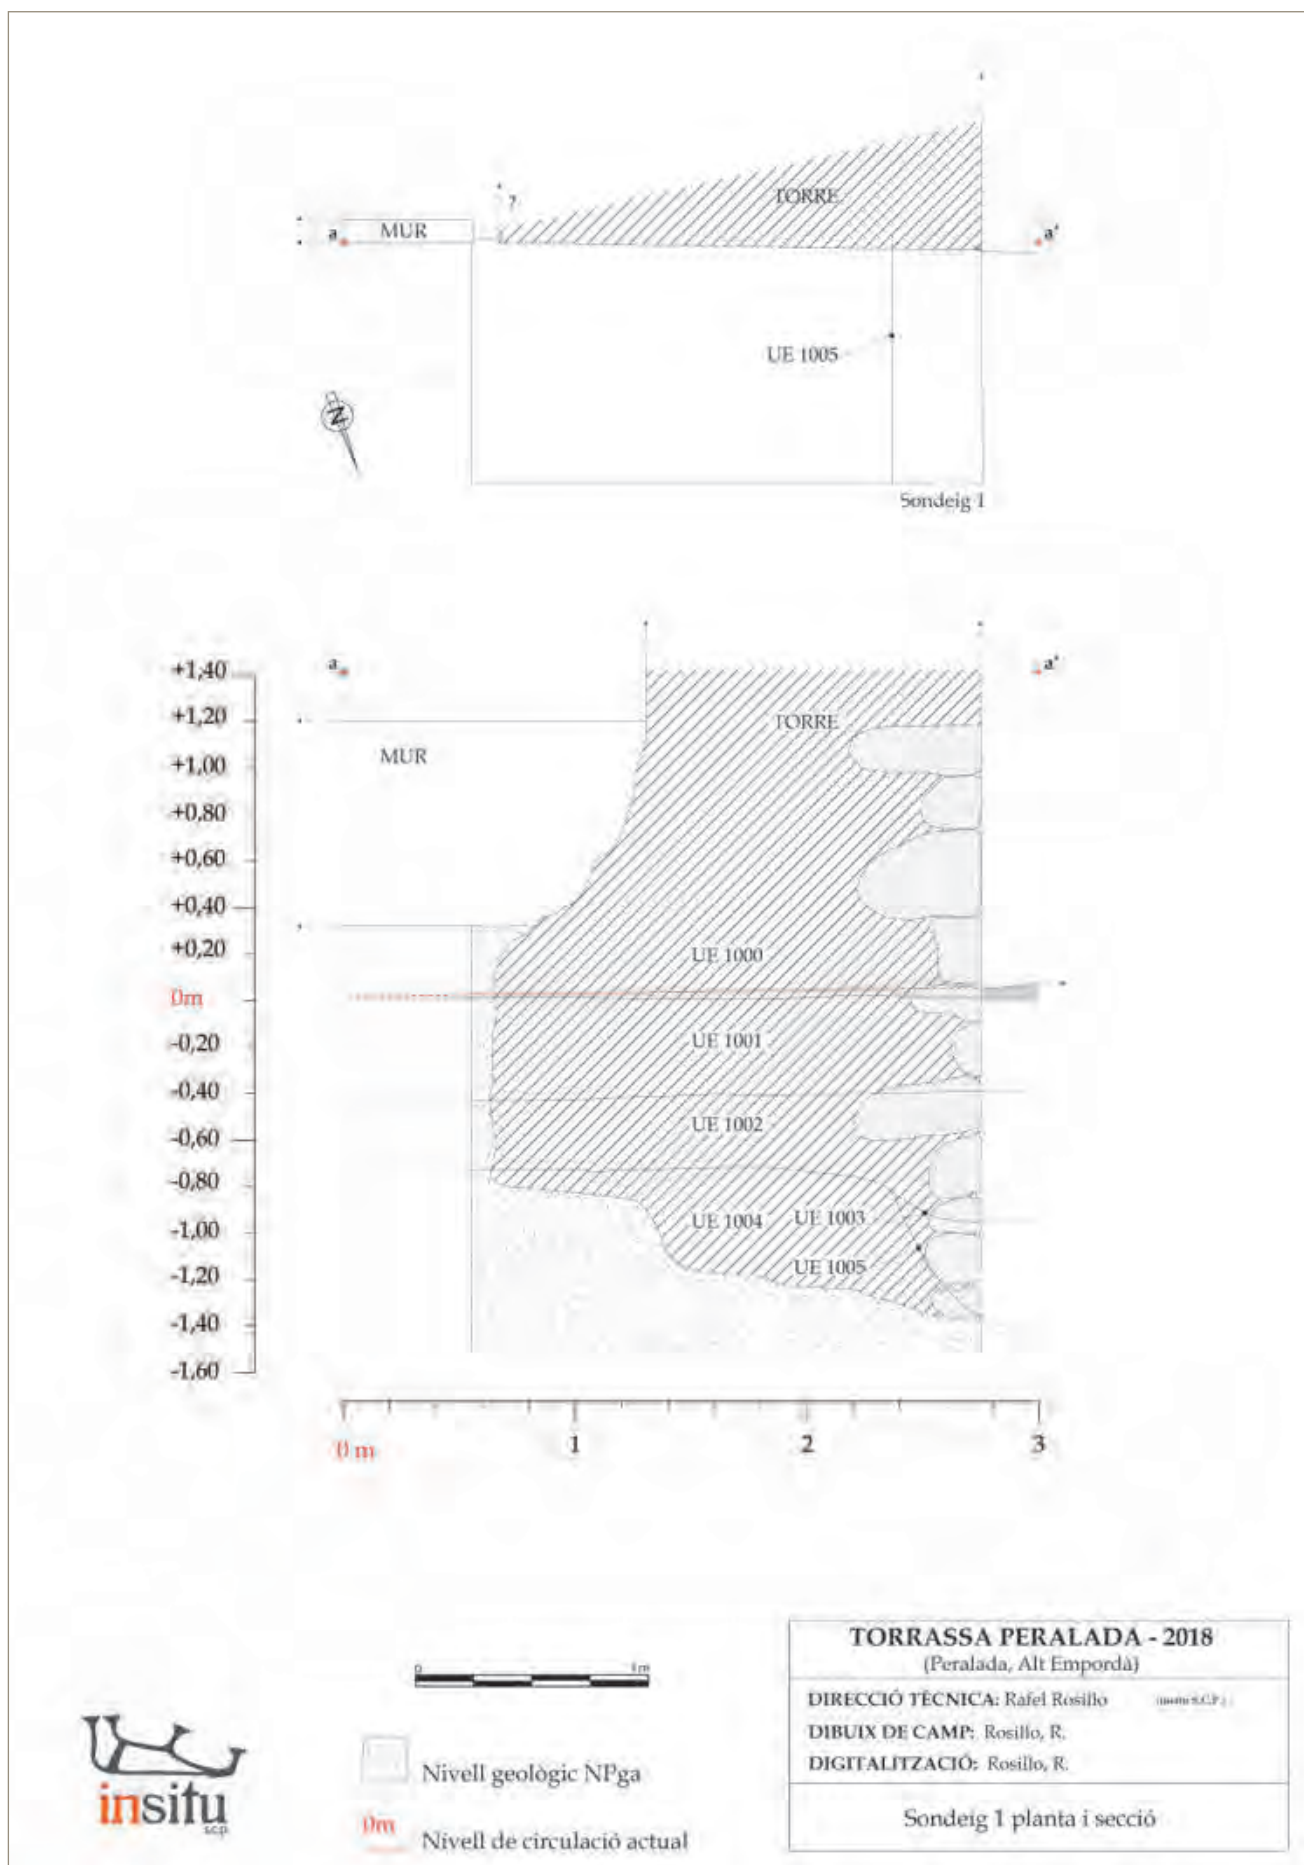 ?
TORRE
a
MUR
a'
UE 1005
N
Sondeig 1
a
a'
+1,40
+1,20
+1,00
+0,80
+0,60
+0,40
+0,20
0m
-0,20
-0,40
-0,60
-0,80
-1,00
-1,20
-1,40
-1,60
TORRE
MUR
UE 1000
UE 1001
UE 1002
UE 1004
UE 1003
UE 1005
0 m
1
2
3
0
1m
insitu
s.c.p.
Nivell geològic NPga
0m
Nivell de circulació actual
TORRASSA PERALADA - 2018
(Peralada, Alt Empordà)
DIRECCIÓ TÈCNICA: Rafel Rosillo (insitu S.C.P.)
DIBUIX DE CAMP: Rosillo, R.
DIGITALITZACIÓ: Rosillo, R.
Sondeig 1 planta i secció